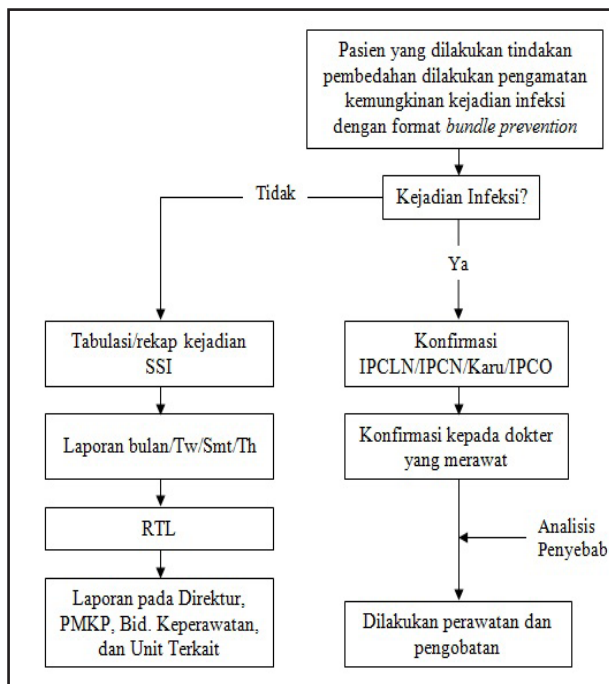 Pasien yang dilakukan tindakan
pembedahan dilakukan pengamatan
kemungkinan kejadian infeksi
dengan format bundle prevention
Kejadian Infeksi?
Tidak
Ya
Tabulasi/rekap kejadian
SSI
Laporan bulan/Tw/Smt/Th
RTL
Laporan pada Direktur,
PMKP, Bid. Keperawatan,
dan Unit Terkait
Konfirmasi
IPCLN/IPCN/Karu/IPCO
Konfirmasi kepada dokter
yang merawat
Analisis
Penyebab
Dilakukan perawatan dan
pengobatan